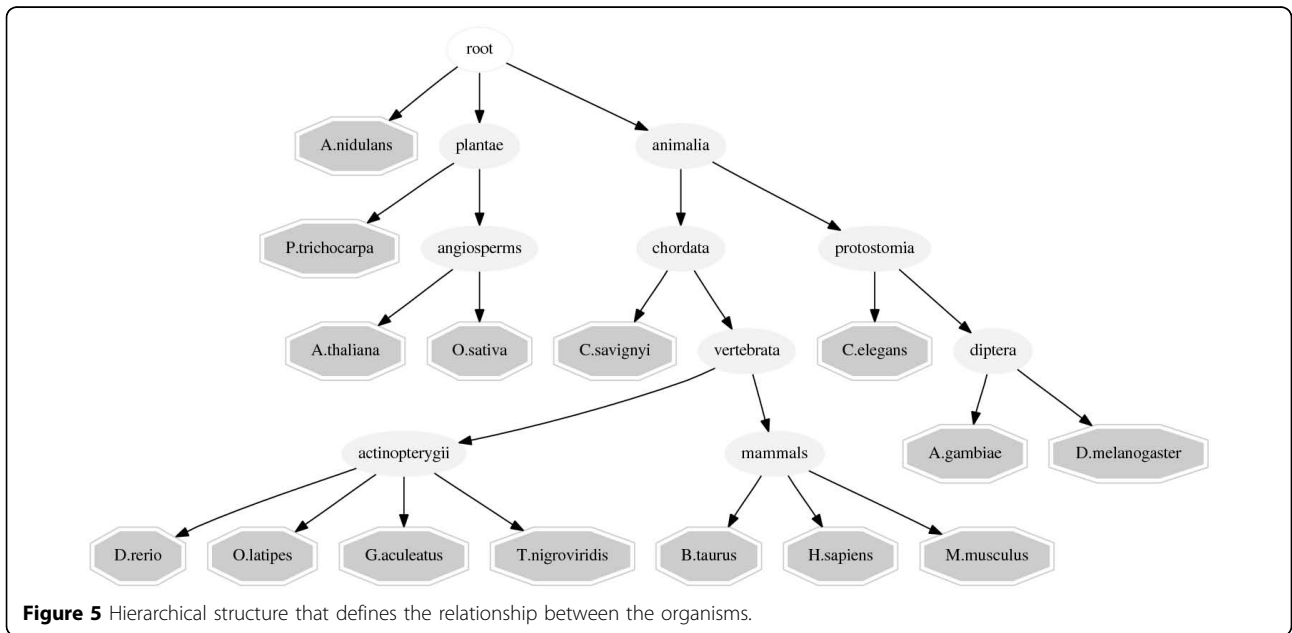 root
A.nidulans
plantae
animalia
P.trichocarpa
angiosperms
chordata
protostomia
A.thaliana
O.sativa
C.savignyi
vertebrata
C.elegans
diptera
actinopterygii
mammals
A.gambiae
D.melanogaster
D.rerio
O.latipes
G.aculeatus
T.nigroviridis
B.taurus
H.sapiens
M.musculus
Figure 5 Hierarchical structure that defines the relationship between the organisms.